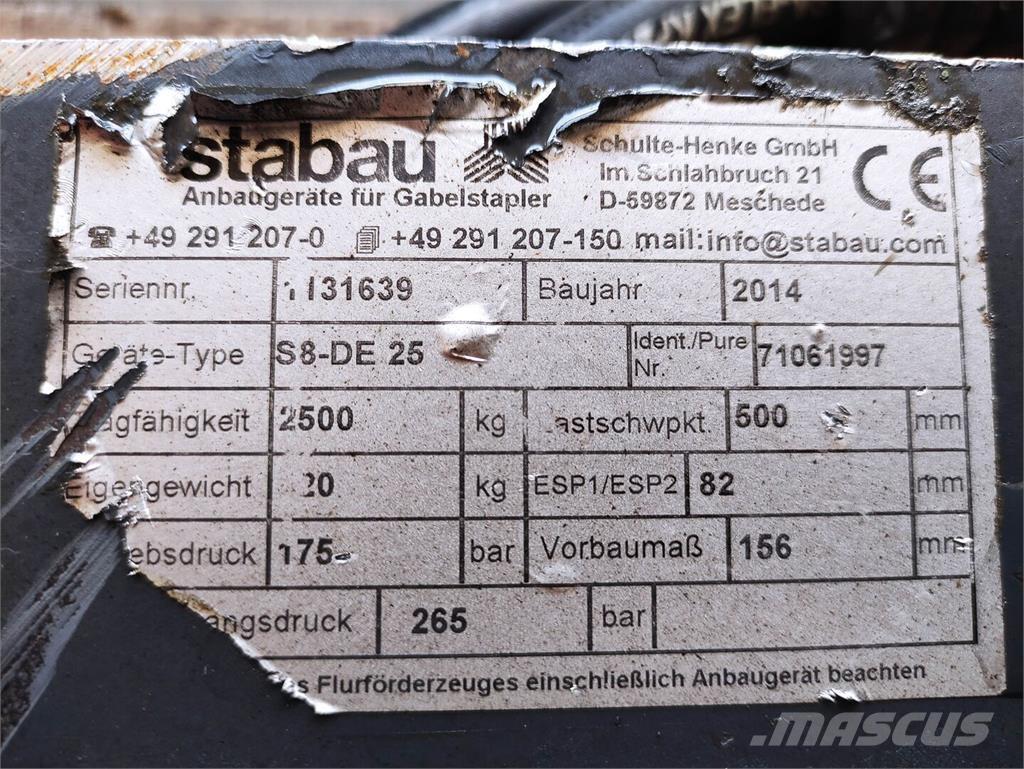 stabau
Anbaugeräte für Gabelstapler
Schulte-Henke GmbH
Im Schlahbruch 21
D-59872 Meschede
CE
+49 291 207-0 +49 291 207-150 mail:info@stabau.com
Seriennr. 1131639 Baujahr 2014
Geräte-Type S8-DE 25 Ident./Pure Nr. 71061997
agfähigkeit 2500 kg astschwpkt. 500 mm
Eigengewicht 20 kg ESP1/ESP2 82 mm
ebsdruck 175 bar Vorbaumaß 156 mm
angsdruck 265 bar
s Flurförderzeuges einschließlich Anbaugerät beachten
MASCUS